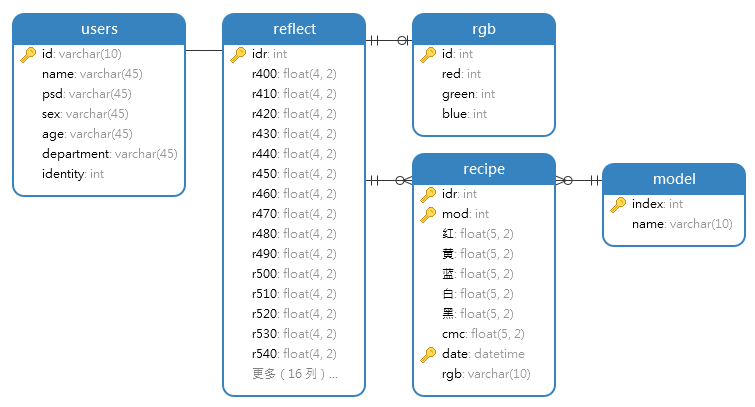 users
id: varchar(10)
name: varchar(45)
psd: varchar(45)
sex: varchar(45)
age: varchar(45)
department: varchar(45)
identity: int
reflect
idr: int
r400: float(4, 2)
r410: float(4, 2)
r420: float(4, 2)
r430: float(4, 2)
r440: float(4, 2)
r450: float(4, 2)
r460: float(4, 2)
r470: float(4, 2)
r480: float(4, 2)
r490: float(4, 2)
r500: float(4, 2)
r510: float(4, 2)
r520: float(4, 2)
r530: float(4, 2)
r540: float(4, 2)
更多（16 列）...
rgb
id: int
red: int
green: int
blue: int
recipe
idr: int
mod: int
红: float(5, 2)
黄: float(5, 2)
蓝: float(5, 2)
白: float(5, 2)
黑: float(5, 2)
cmc: float(5, 2)
date: datetime
rgb: varchar(10)
model
index: int
name: varchar(10)